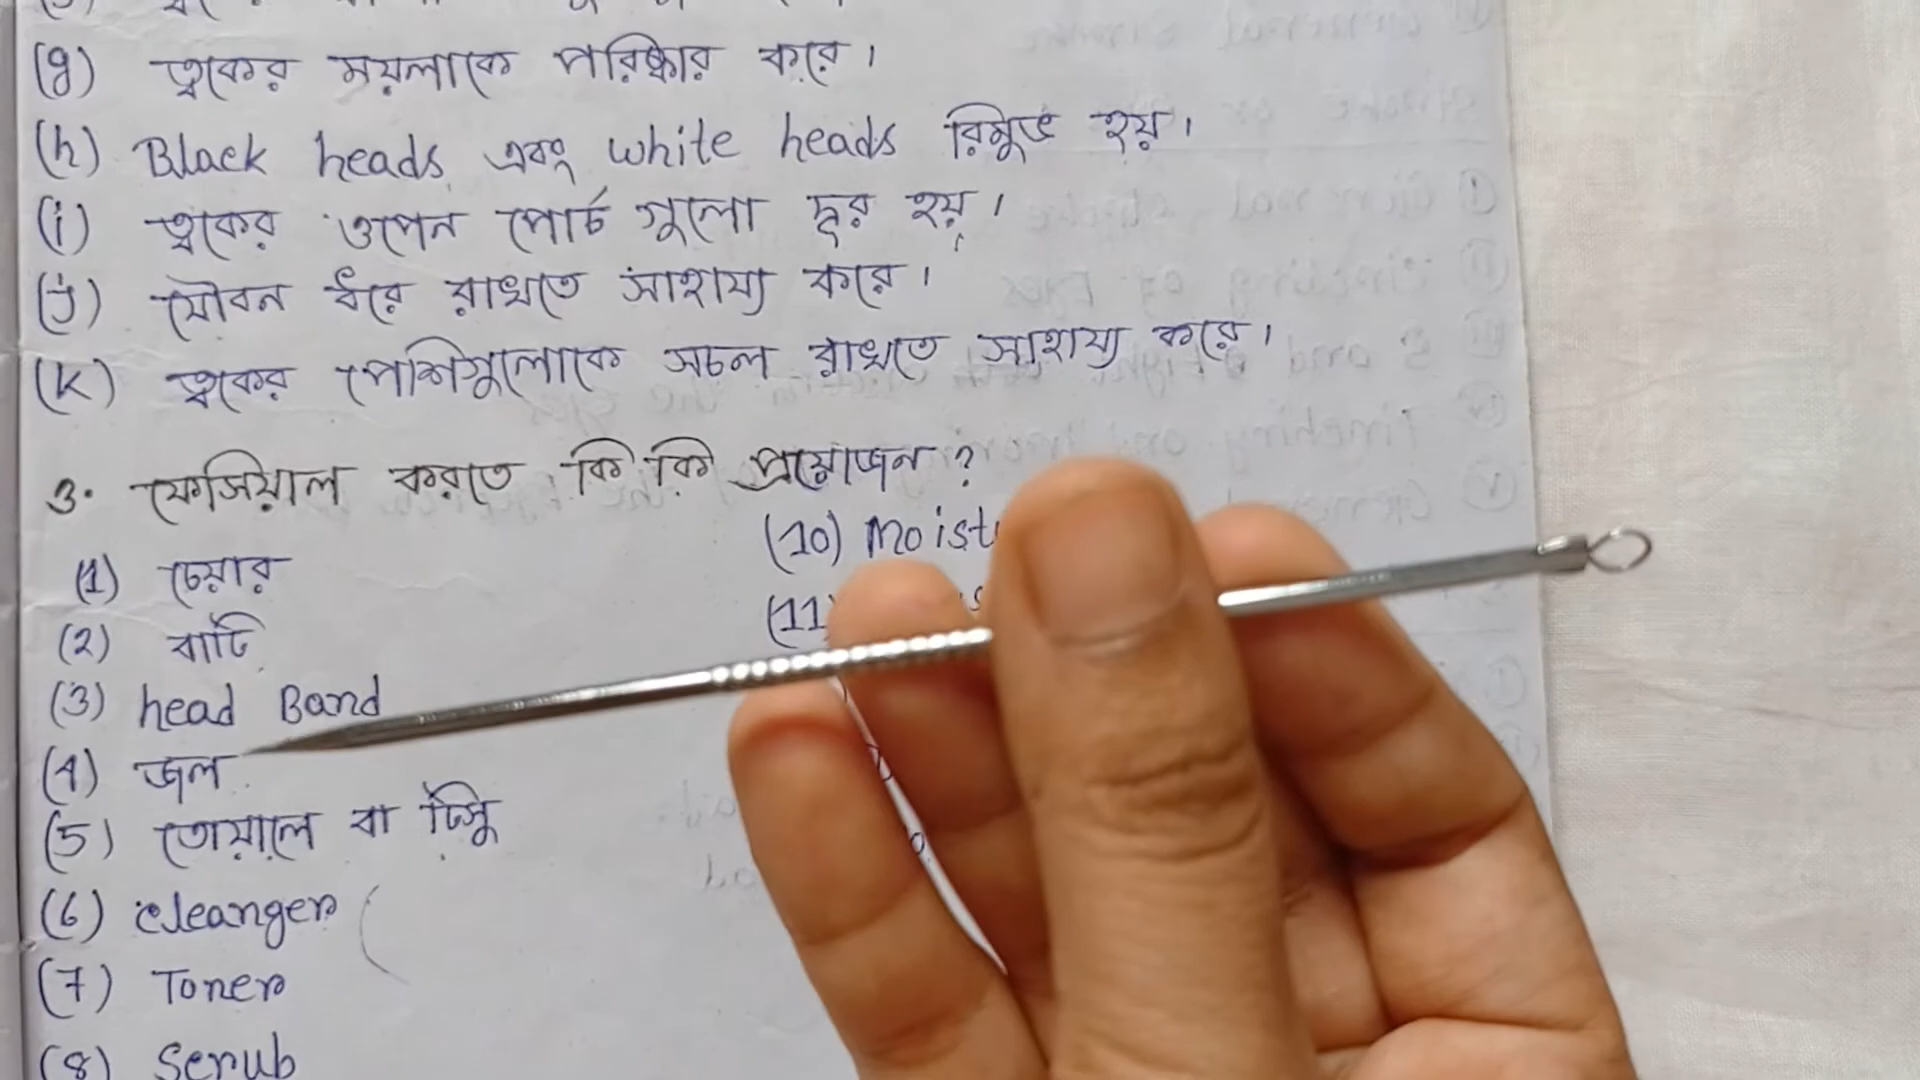 (g) ত্বকের ময়লাকে পরিষ্কার করে।
(h) Black heads এবং white heads রিমুভ হয়।
(i) ত্বকের ওপেন পোর্ট গুলো দূর হয়।
(j) যৌবন ধরে রাখতে সাহায্য করে।
(k) ত্বকের পেশিগুলোকে সচল রাখতে সাহায্য করে।
৩. ফেসিয়াল করতে কি কি প্রয়োজন?
(1) চেয়ার
(2) বাটি
(3) head Band
(4) জল
(5) তোয়ালে বা টিসু
(6) cleanger (
(7) Toner
(8) Scrub
(10) Moist
(11)